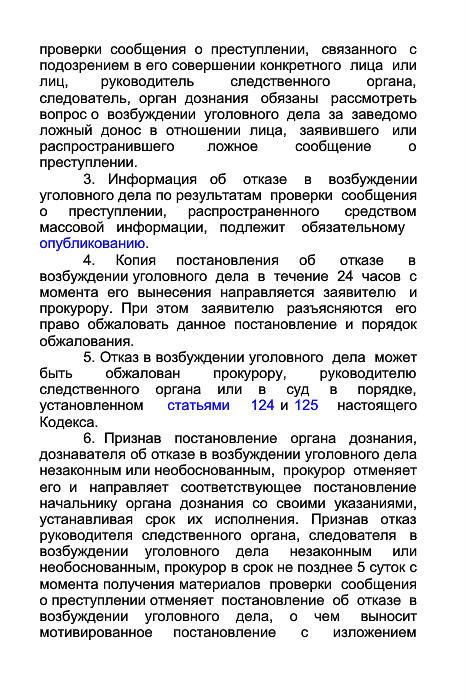 проверки сообщения о преступлении, связанного с
подозрением в его совершении конкретного лица или
лиц, руководитель следственного органа,
следователь, орган дознания обязаны рассмотреть
вопрос о возбуждении уголовного дела за заведомо
ложный донос в отношении лица, заявившего или
распространившего ложное сообщение о
преступлении.
3. Информация об отказе в возбуждении
уголовного дела по результатам проверки сообщения
о преступлении, распространенного средством
массовой информации, подлежит обязательному
опубликованию.
4. Копия постановления об отказе в
возбуждении уголовного дела в течение 24 часов с
момента его вынесения направляется заявителю и
прокурору. При этом заявителю разъясняются его
право обжаловать данное постановление и порядок
обжалования.
5. Отказ в возбуждении уголовного дела может
быть обжалован прокурору, руководителю
следственного органа или в суд в порядке,
установленном статьями 124 и 125 настоящего
Кодекса.
6. Признав постановление органа дознания,
дознавателя об отказе в возбуждении уголовного дела
незаконным или необоснованным, прокурор отменяет
его и направляет соответствующее постановление
начальнику органа дознания со своими указаниями,
устанавливая срок их исполнения. Признав отказ
руководителя следственного органа, следователя в
возбуждении уголовного дела незаконным или
необоснованным, прокурор в срок не позднее 5 суток с
момента получения материалов проверки сообщения
о преступлении отменяет постановление об отказе в
возбуждении уголовного дела, о чем выносит
мотивированное постановление с изложением